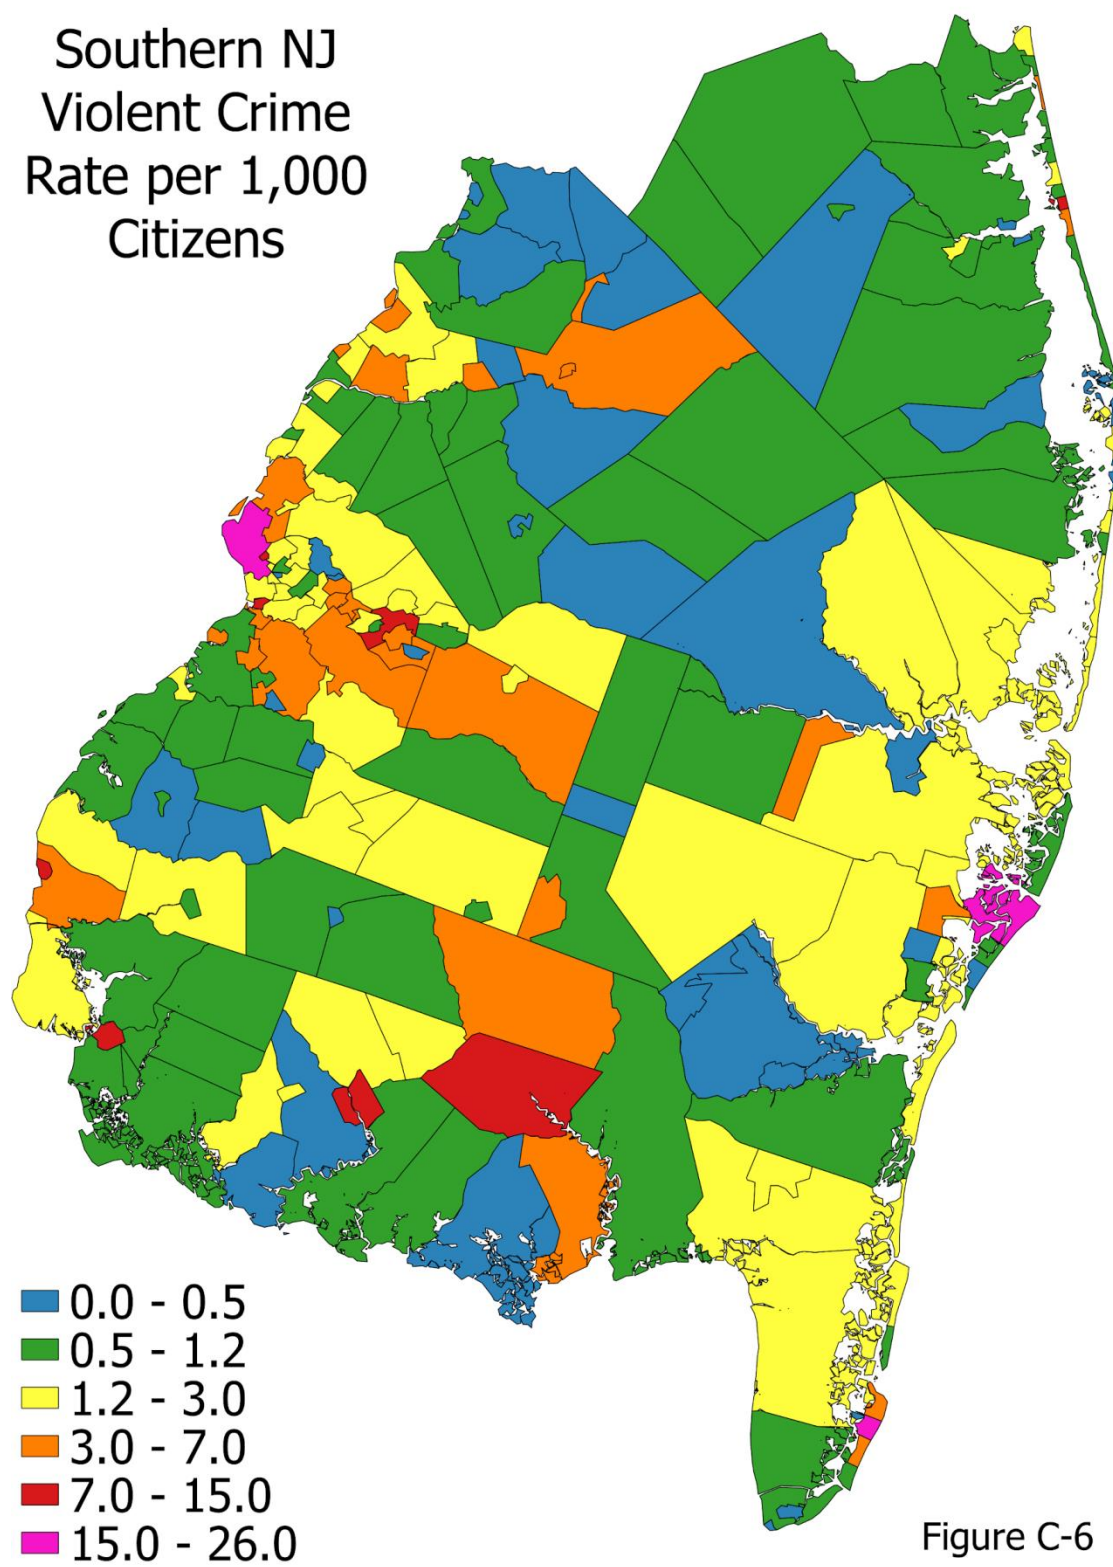 Southern NJ
Violent Crime
Rate per 1,000
Citizens
0.0 - 0.5
0.5 - 1.2
1.2 - 3.0
3.0 - 7.0
7.0 - 15.0
15.0 - 26.0
Figure C-6